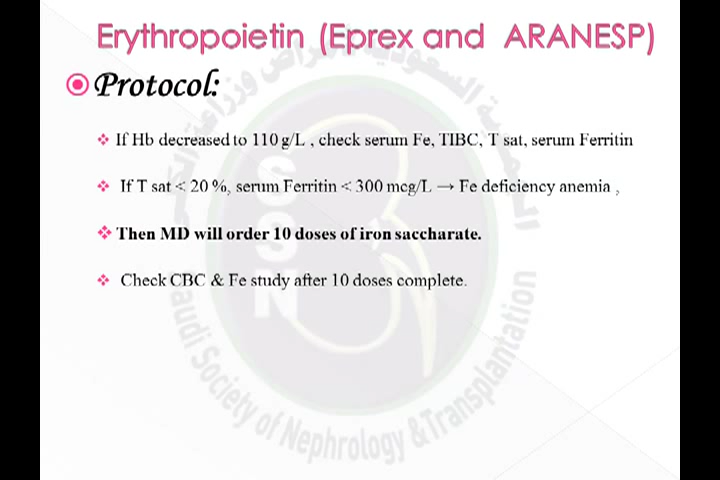 Erythropoietin (Eprex and ARANESP)
Protocol:
If Hb decreased to 110 g/L , check serum Fe, TIBC, T sat, serum Ferritin
If T sat < 20 %, serum Ferritin < 300 mcg/L → Fe deficiency anemia ,
Then MD will order 10 doses of iron saccharate.
Check CBC & Fe study after 10 doses complete.
SSN
Saudi Society of Nephrology & Transplantation